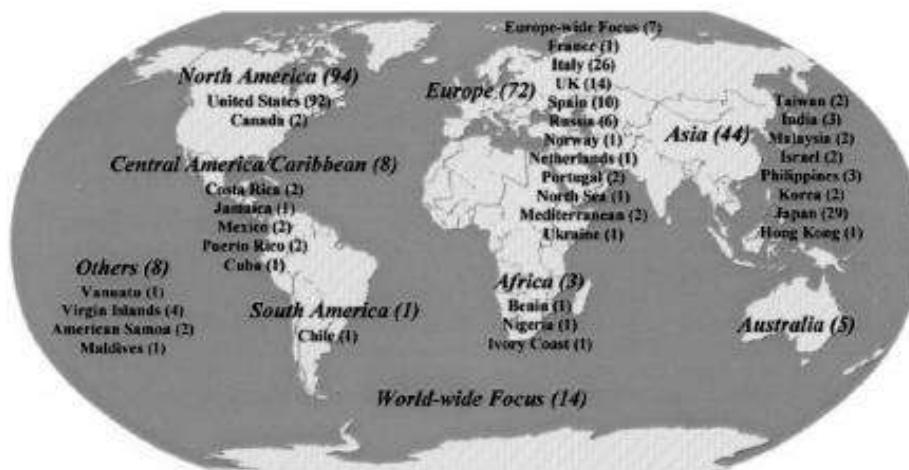 North America (94)
United States (92)
Canada (2)
Central America/Caribbean (8)
Costa Rica (2)
Jamaica (1)
Mexico (2)
Puerto Rico (2)
Cuba (1)
Others (8)
Vanuatu (1)
Virgin Islands (4)
American Samoa (2)
Maldives (1)
South America (1)
Chile (1)
Europe (72)
Europe-wide Focus (7)
France (1)
Italy (26)
UK (14)
Spain (10)
Russia (6)
Norway (1)
Netherlands (1)
Portugal (2)
North Sea (1)
Mediterranean (2)
Ukraine (1)
Africa (3)
Benin (1)
Nigeria (1)
Ivory Coast (1)
Asia (44)
Taiwan (2)
India (3)
Malaysia (2)
Israel (2)
Philippines (3)
Korea (2)
Japan (29)
Hong Kong (1)
Australia (5)
World-wide Focus (14)